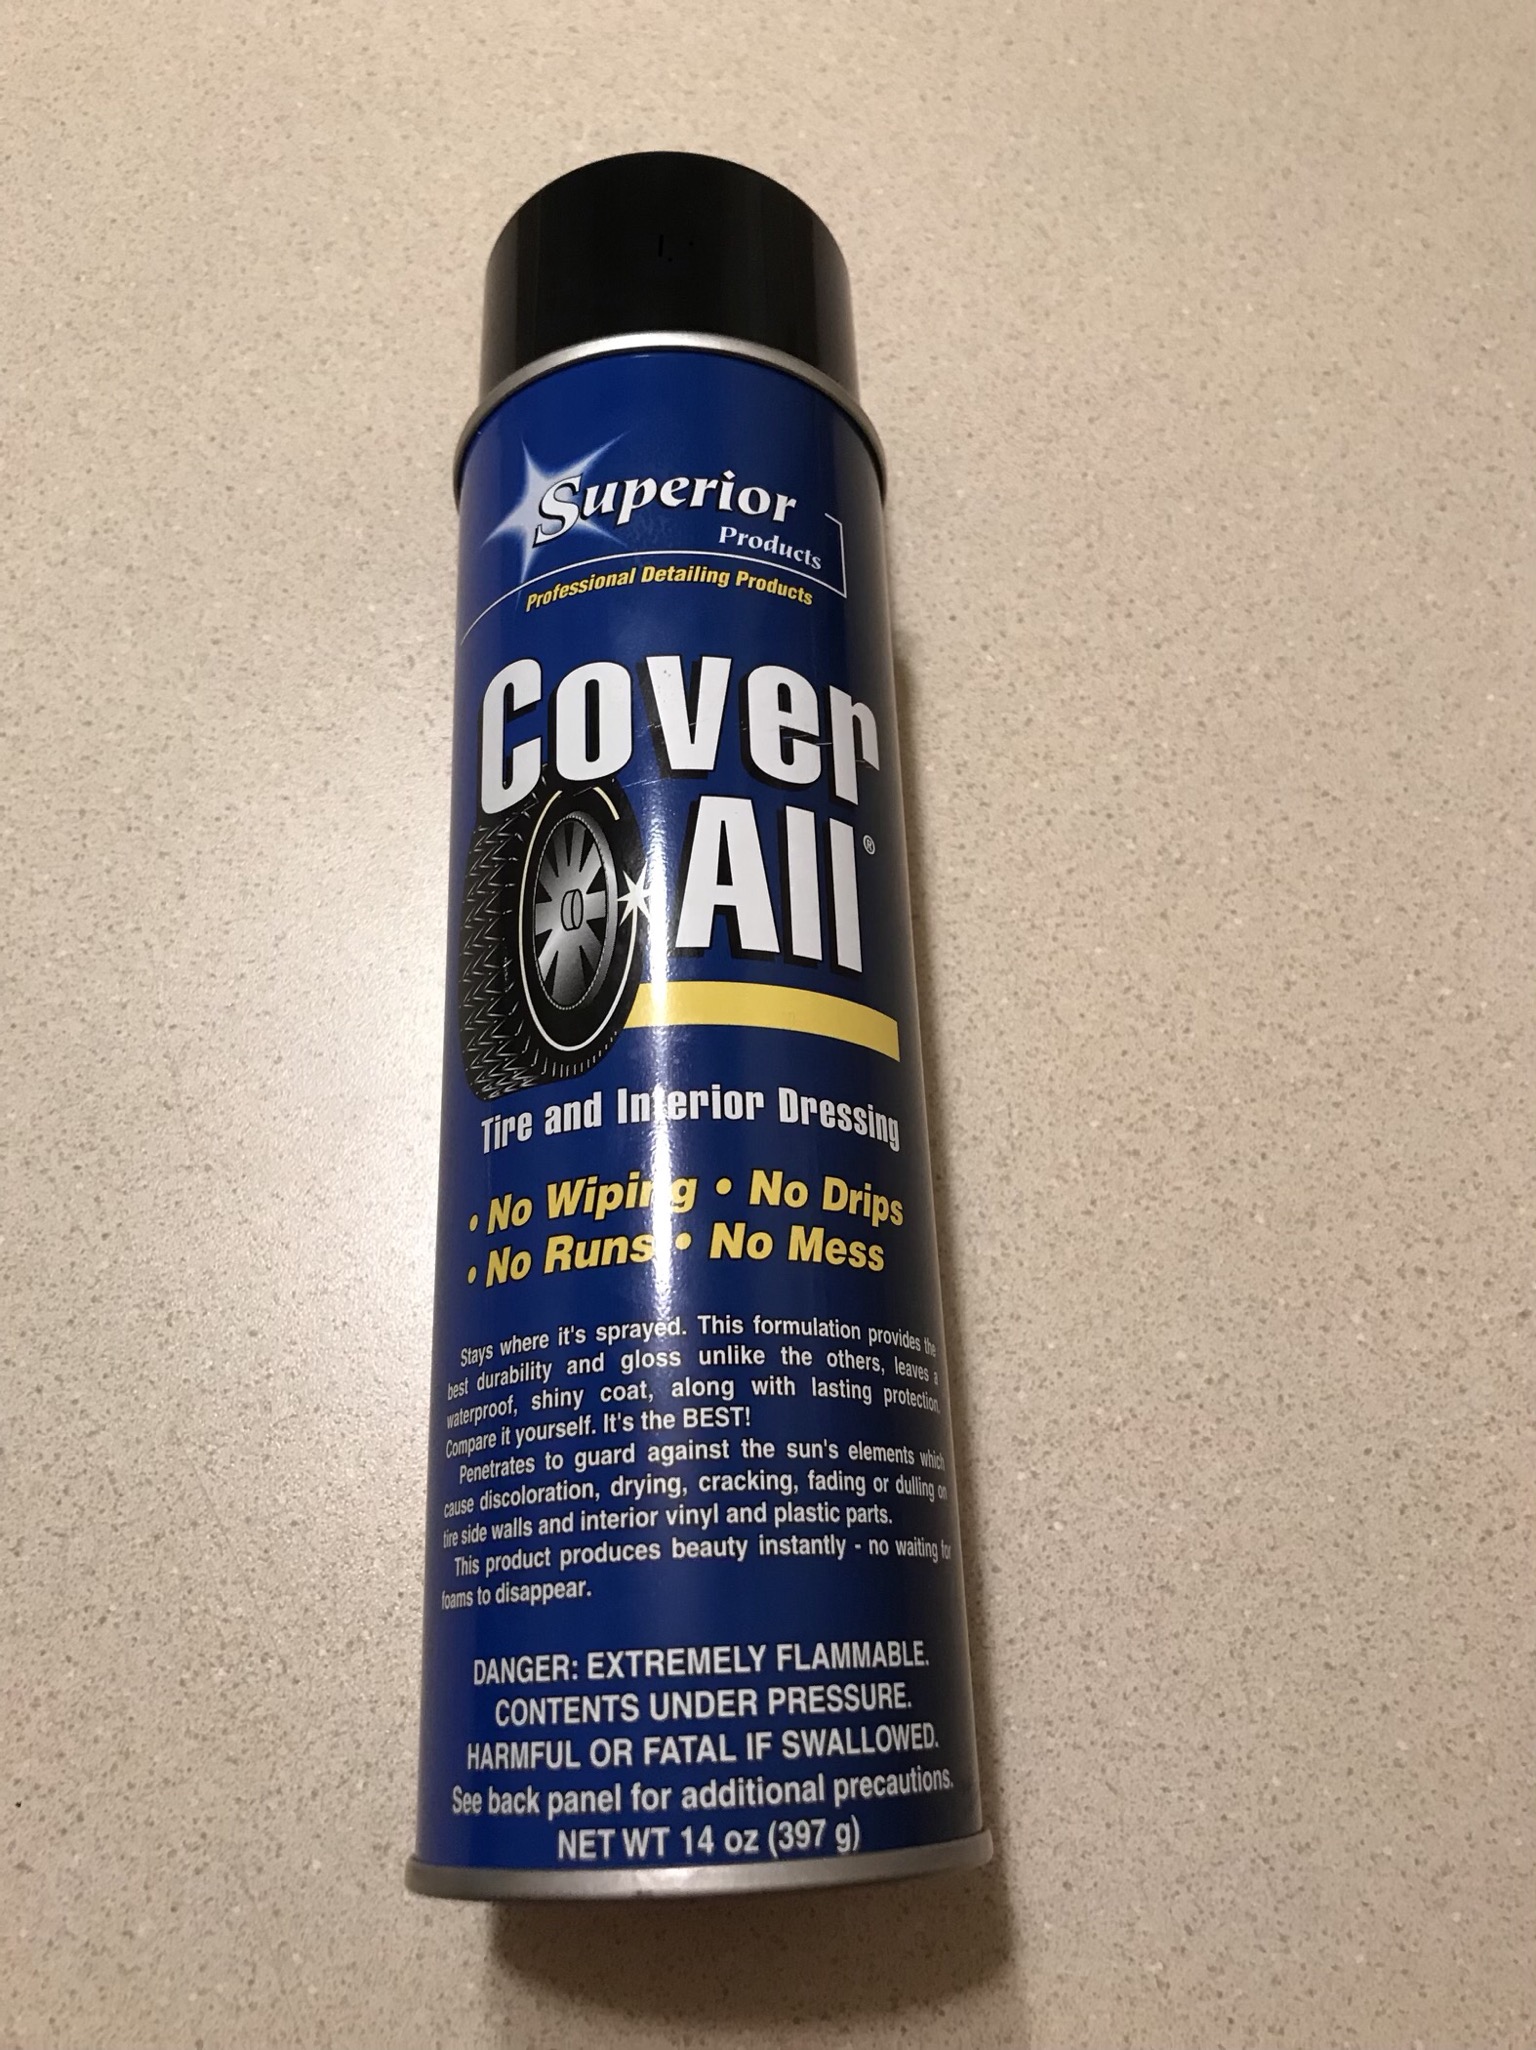 Superior
Products
Professional Detailing Products
Cover
All®
Tire and Interior Dressing
• No Wiping • No Drips
• No Runs • No Mess
Stays where it's sprayed. This formulation provides the
best durability and gloss unlike the others, leaves a
waterproof, shiny coat, along with lasting protection.
Compare it yourself. It's the BEST!
Penetrates to guard against the sun's elements which
cause discoloration, drying, cracking, fading or dulling on
tire side walls and interior vinyl and plastic parts.
This product produces beauty instantly - no waiting for
foams to disappear.
DANGER: EXTREMELY FLAMMABLE.
CONTENTS UNDER PRESSURE.
HARMFUL OR FATAL IF SWALLOWED.
See back panel for additional precautions.
NET WT 14 oz (397 g)